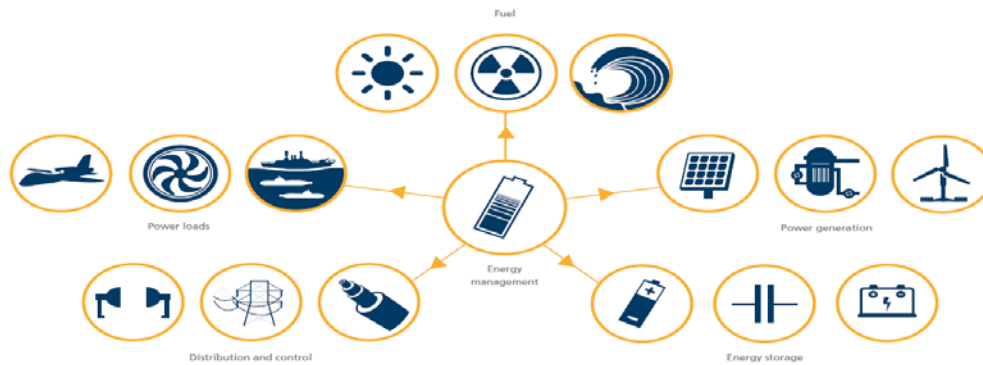 Fuel
Power loads
Power generation
Energy
management
Distribution and control
Energy storage